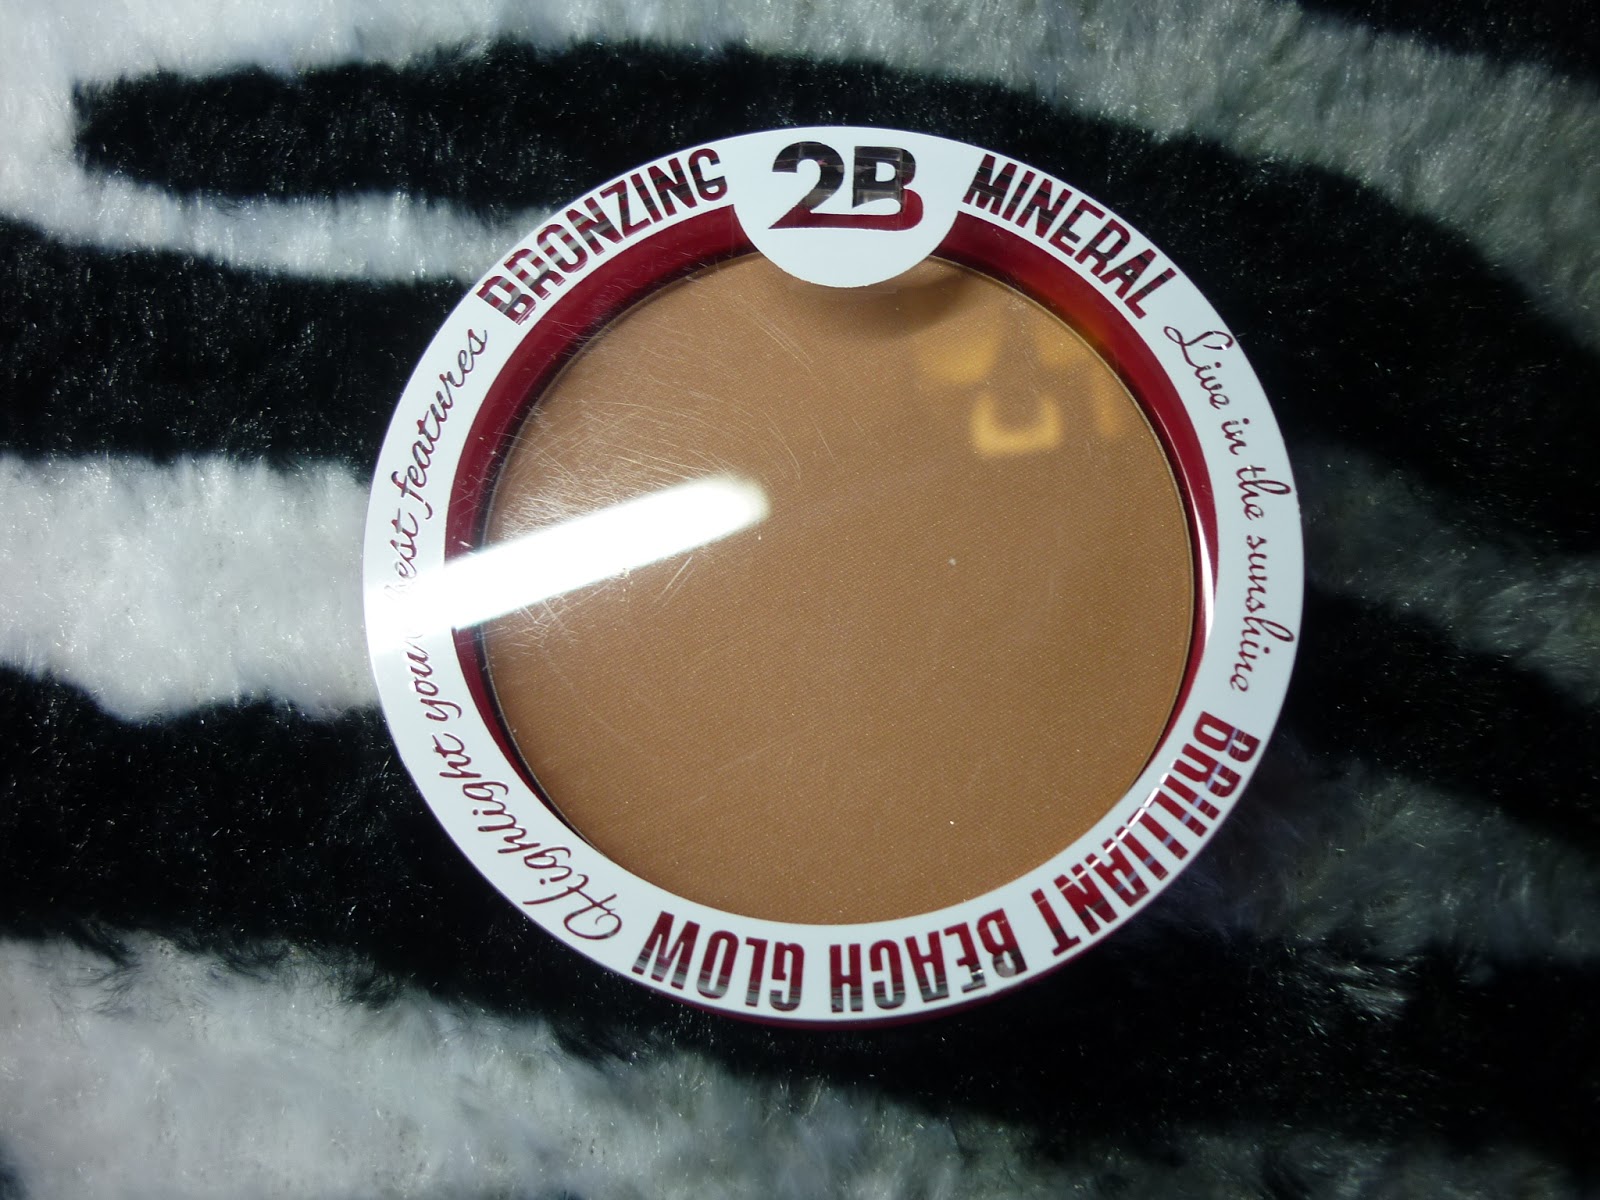 2B
BRONZING
MINERAL
Live in the sunshine
BRILLIANT BEACH GLOW
Highlight your best features